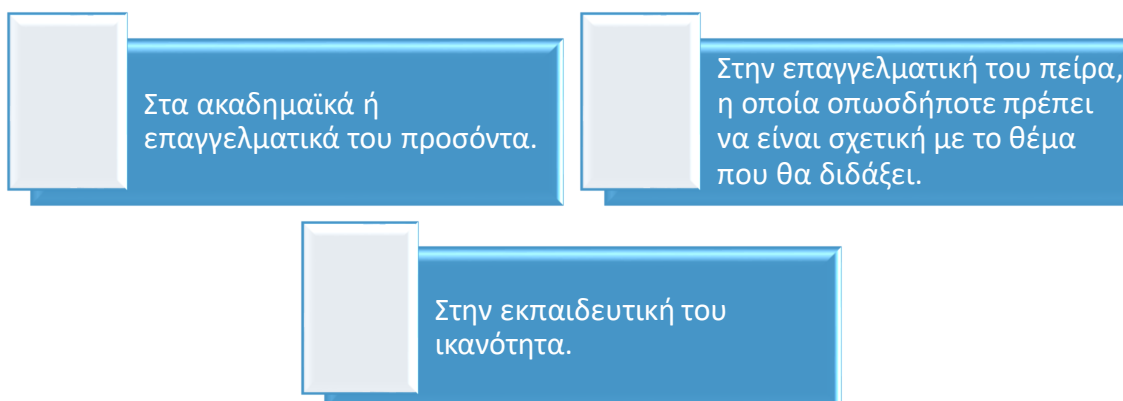 Στα ακαδημαϊκά ή
επαγγελματικά του προσόντα.
Στην επαγγελματική του πείρα,
η οποία οπωσδήποτε πρέπει
να είναι σχετική με το θέμα
που θα διδάξει.
Στην εκπαιδευτική του
ικανότητα.